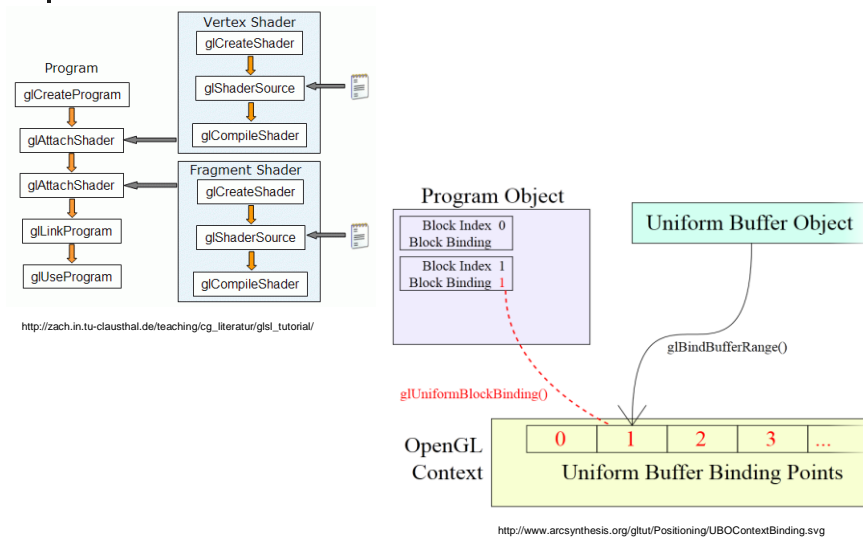 Vertex Shader
glCreateShader
glShaderSource
glCompileShader
Program
glCreateProgram
glAttachShader
glAttachShader
glLinkProgram
glUseProgram
Fragment Shader
glCreateShader
glShaderSource
glCompileShader
http://zach.in.tu-clausthal.de/teaching/cg_literatur/glsl_tutorial/
Program Object
Block Index 0
Block Binding
Block Index 1
Block Binding 1
Uniform Buffer Object
glBindBufferRange()
glUniformBlockBinding()
OpenGL
Context
0 1 2 3 ...
Uniform Buffer Binding Points
http://www.arcsynthesis.org/gltut/Positioning/UBOContextBinding.svg